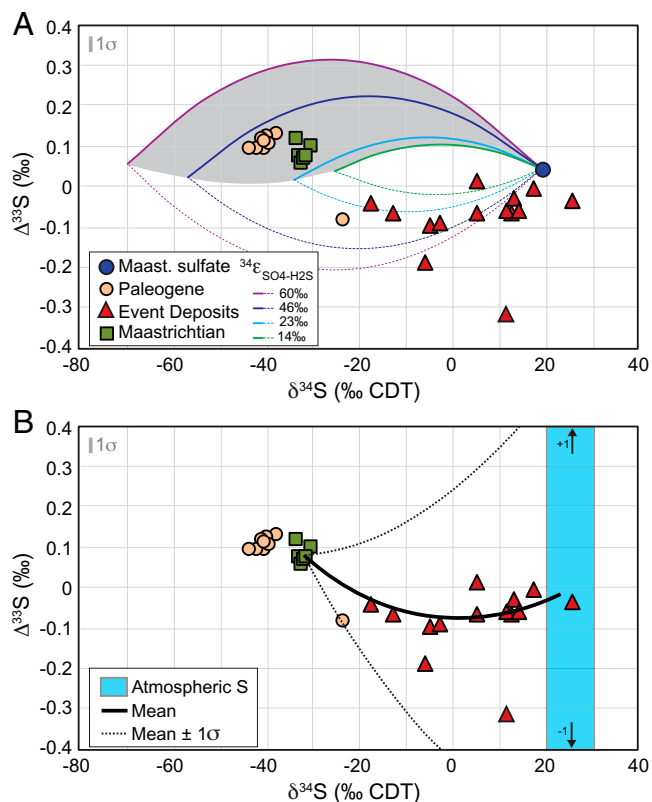 A
1σ
0.4
0.3
0.2
0.1
0
-0.1
-0.2
-0.3
-0.4
Δ33S (‰)
Maast. sulfate
Paleogene
Event Deposits
Maastrichtian
34εSO4-H2S
60‰
46‰
23‰
14‰
-80 -60 -40 -20 0 20 40
δ34S (‰ CDT)
B
1σ
0.4
0.3
0.2
0.1
0
-0.1
-0.2
-0.3
-0.4
Δ33S (‰)
+1
-1
Atmospheric S
Mean
Mean ± 1σ
-80 -60 -40 -20 0 20 40
δ34S (‰ CDT)